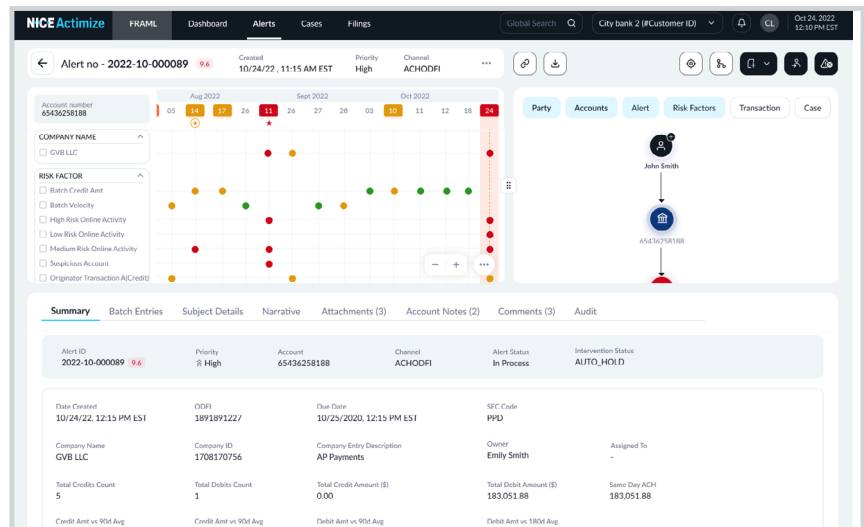 NICE Actimize FRAML Dashboard Alerts Cases Filings Global Search City bank 2 (#Customer ID) CL Oct 24, 2022
12:10 PM EST
Alert no - 2022-10-000089 9.6 Created Priority Channel
10/24/22 , 11:15 AM EST High ACHODFI
Account number
65436258188
Aug 2022 Sept 2022 Oct 2022
05 14 17 26 11 26 27 28 03 10 11 12 18 24
COMPANY NAME
GVB LLC
RISK FACTOR
Batch Credit Amt
Batch Velocity
High Risk Online Activity
Low Risk Online Activity
Medium Risk Online Activity
Suspicious Account
Originator Transaction A(Credit)
Party Accounts Alert Risk Factors Transaction Case
John Smith
65436258188
Summary Batch Entries Subject Details Narrative Attachments (3) Account Notes (2) Comments (3) Audit
Alert ID Priority Account Channel Alert Status Intervention Status
2022-10-000089 9.6 High 65436258188 ACHODFI In Process AUTO_HOLD
Date Created ODFI Due Date SEC Code
10/24/22, 12:15 PM EST 1891891227 10/25/2020, 12:15 PM EST PPD
Company Name Company ID Company Entry Description Owner Assigned To
GVB LLC 1708170756 AP Payments Emily Smith -
Total Credits Count Total Debits Count Total Credit Amount ($) Total Debit Amount ($) Same Day ACH
5 1 0.00 183,051.88 183,051.88
Credit Amt vs 90d Avg Credit Amt vs 90d Avg Debit Amt vs 90d Avg Debit Amt vs 180d Avg